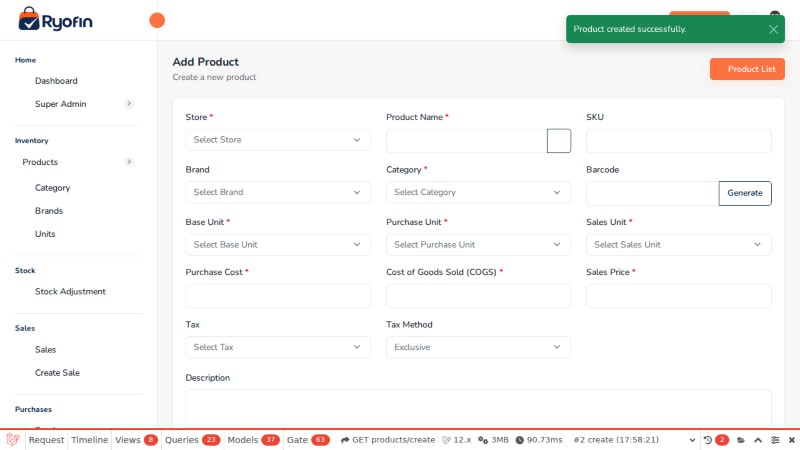 Ryofin
Product created successfully.
Home
Dashboard
Super Admin
Inventory
Products
Category
Brands
Units
Stock
Stock Adjustment
Sales
Sales
Create Sale
Purchases
Add Product
Create a new product
Product List
Store *
Product Name *
SKU
Select Store
Brand
Category *
Barcode
Select Brand
Select Category
Generate
Base Unit *
Purchase Unit *
Sales Unit *
Select Base Unit
Select Purchase Unit
Select Sales Unit
Purchase Cost *
Cost of Goods Sold (COGS) *
Sales Price *
Tax
Tax Method
Select Tax
Exclusive
Description
Request Timeline Views 8 Queries 23 Models 37 Gate 63 GET products/create 12.x 3MB 90.73ms #2 create (17:58:21) 2